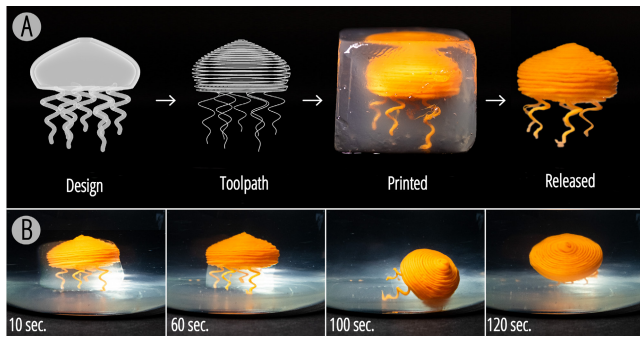 A
Design
Toolpath
Printed
Released
B
10 sec.
60 sec.
100 sec.
120 sec.